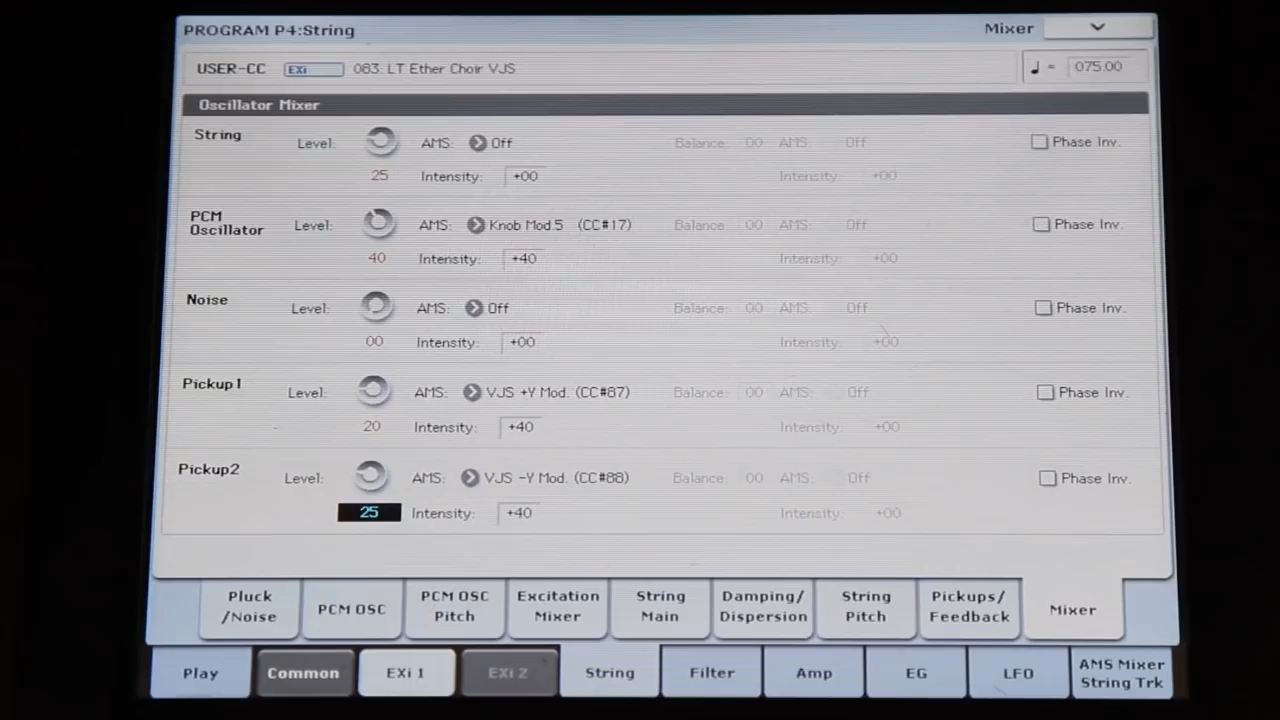 PROGRAM P4:String
Mixer
USER-CC EXi 063: LT Ether Choir VJS
♩ = 075.00
Oscillator Mixer
String Level: AMS: Off Balance: 00 AMS: Off Phase Inv.
25 Intensity: +00 Intensity: +00
PCM
Oscillator Level: AMS: Knob Mod.5 (CC#17) Balance: 00 AMS: Off Phase Inv.
40 Intensity: +40 Intensity: +00
Noise Level: AMS: Off Balance: 00 AMS: Off Phase Inv.
00 Intensity: +00 Intensity: +00
Pickup1 Level: AMS: VJS +Y Mod. (CC#87) Balance: 00 AMS: Off Phase Inv.
20 Intensity: +40 Intensity: +00
Pickup2 Level: AMS: VJS -Y Mod. (CC#88) Balance: 00 AMS: Off Phase Inv.
25 Intensity: +40 Intensity: +00
Pluck
/Noise
PCM OSC
PCM OSC
Pitch
Excitation
Mixer
String
Main
Damping/
Dispersion
String
Pitch
Pickups/
Feedback
Mixer
Play
Common
EXi 1
EXi 2
String
Filter
Amp
EG
LFO
AMS Mixer
String Trk